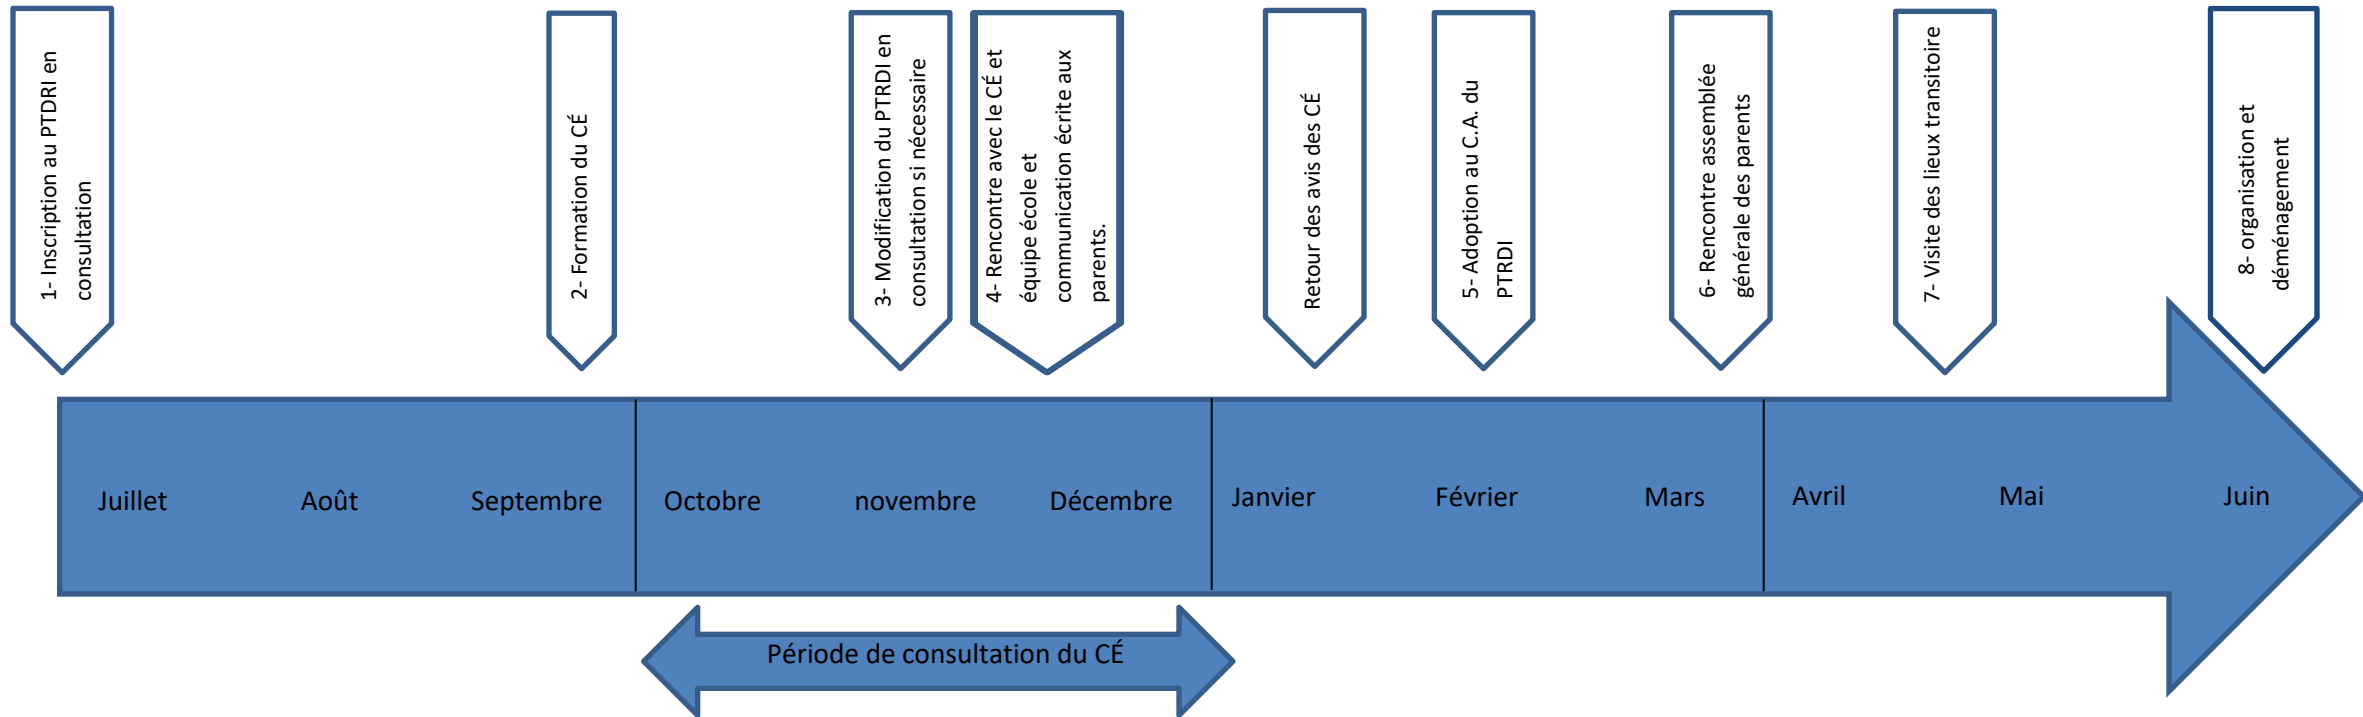 1- Inscription au PTDRI en
consultation
2- Formation du CÉ
3- Modification du PTRDI en
consultation si nécessaire
4- Rencontre avec le CÉ et
équipe école et
communication écrite aux
parents.
Retour des avis des CÉ
5- Adoption au C.A. du
PTRDI
6- Rencontre assemblée
générale des parents
7- Visite des lieux transitoire
8- organisation et
déménagement
Juillet
Août
Septembre
Octobre
novembre
Décembre
Janvier
Février
Mars
Avril
Mai
Juin
Période de consultation du CÉ